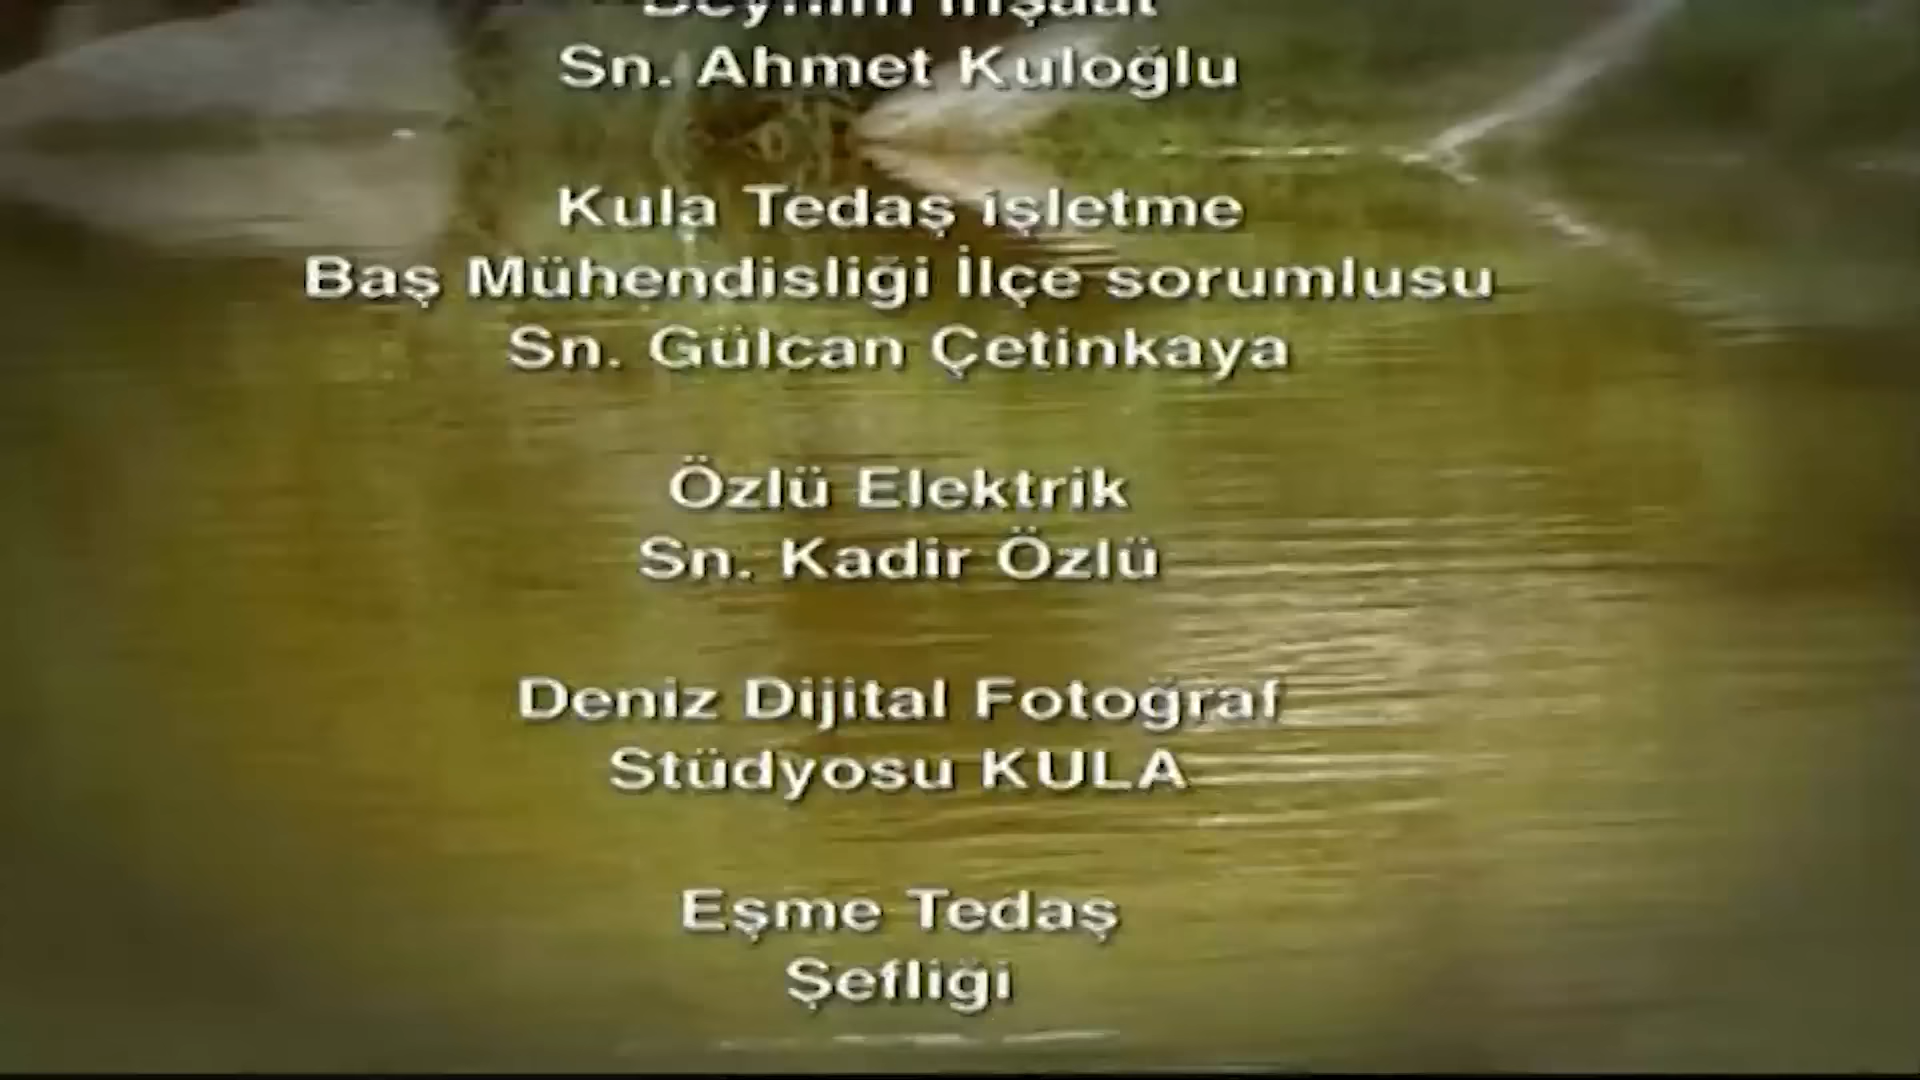 inşaat
Sn. Ahmet Kuloğlu
Kula Tedaş işletme
Baş Mühendisliği İlçe sorumlusu
Sn. Gülcan Çetinkaya
Özlü Elektrik
Sn. Kadir Özlü
Deniz Dijital Fotoğraf
Stüdyosu KULA
Eşme Tedaş
Şefliği